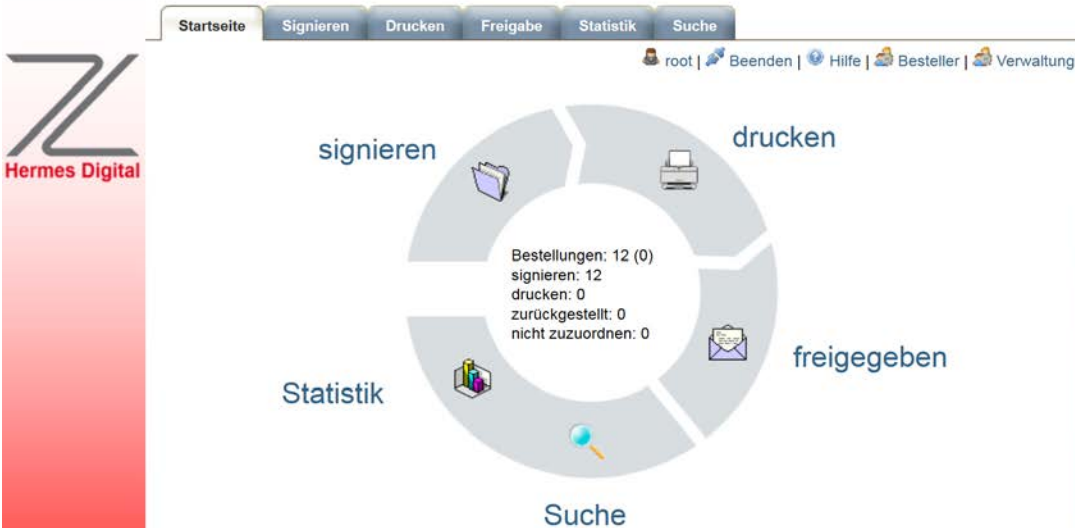 Startseite Signieren Drucken Freigabe Statistik Suche
root | Beenden | Hilfe | Besteller | Verwaltung
Hermes Digital
signieren
drucken
Bestellungen: 12 (0)
signieren: 12
drucken: 0
zurückgestellt: 0
nicht zuzuordnen: 0
freigegeben
Statistik
Suche